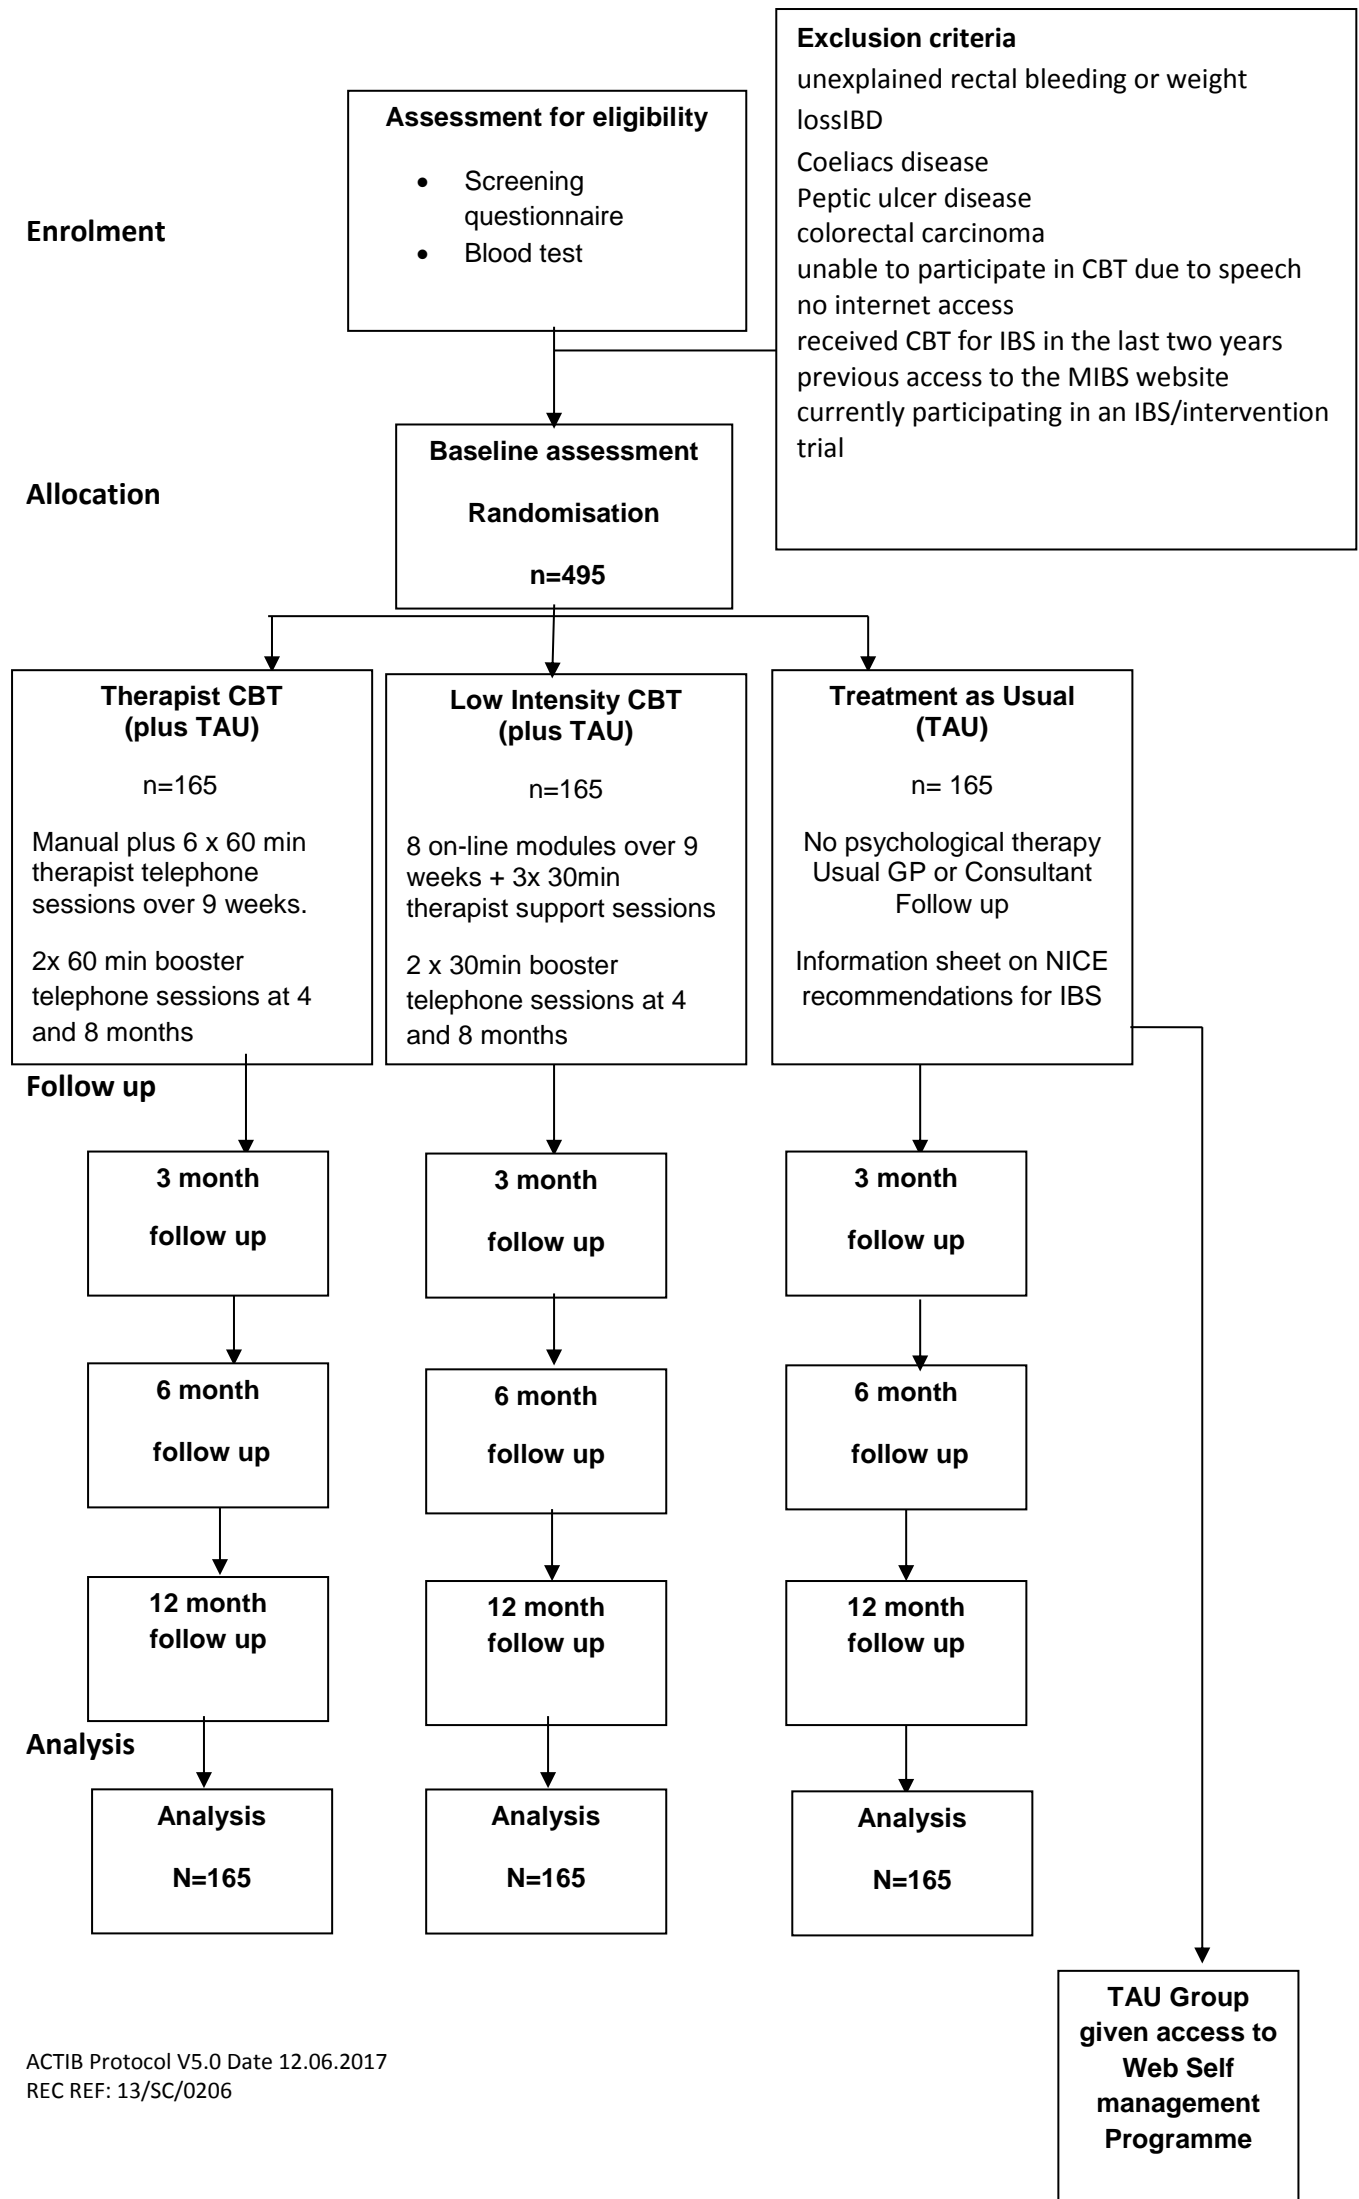 Exclusion criteria
unexplained rectal bleeding or weight
lossIBD
Coeliacs disease
Peptic ulcer disease
colorectal carcinoma
unable to participate in CBT due to speech
no internet access
received CBT for IBS in the last two years
previous access to the MIBS website
currently participating in an IBS/intervention
trial
Assessment for eligibility
• Screening
questionnaire
• Blood test
Enrolment
Allocation
Baseline assessment
Randomisation
n=495
Therapist CBT
(plus TAU)
n=165
Manual plus 6 x 60 min
therapist telephone
sessions over 9 weeks.
2x 60 min booster
telephone sessions at 4
and 8 months
Low Intensity CBT
(plus TAU)
n=165
8 on-line modules over 9
weeks + 3x 30min
therapist support sessions
2 x 30min booster
telephone sessions at 4
and 8 months
Treatment as Usual
(TAU)
n= 165
No psychological therapy
Usual GP or Consultant
Follow up
Information sheet on NICE
recommendations for IBS
Follow up
3 month
follow up
3 month
follow up
3 month
follow up
6 month
follow up
6 month
follow up
6 month
follow up
12 month
follow up
12 month
follow up
12 month
follow up
Analysis
Analysis
N=165
Analysis
N=165
Analysis
N=165
TAU Group
given access to
Web Self
management
Programme
ACTIB Protocol V5.0 Date 12.06.2017
REC REF: 13/SC/0206